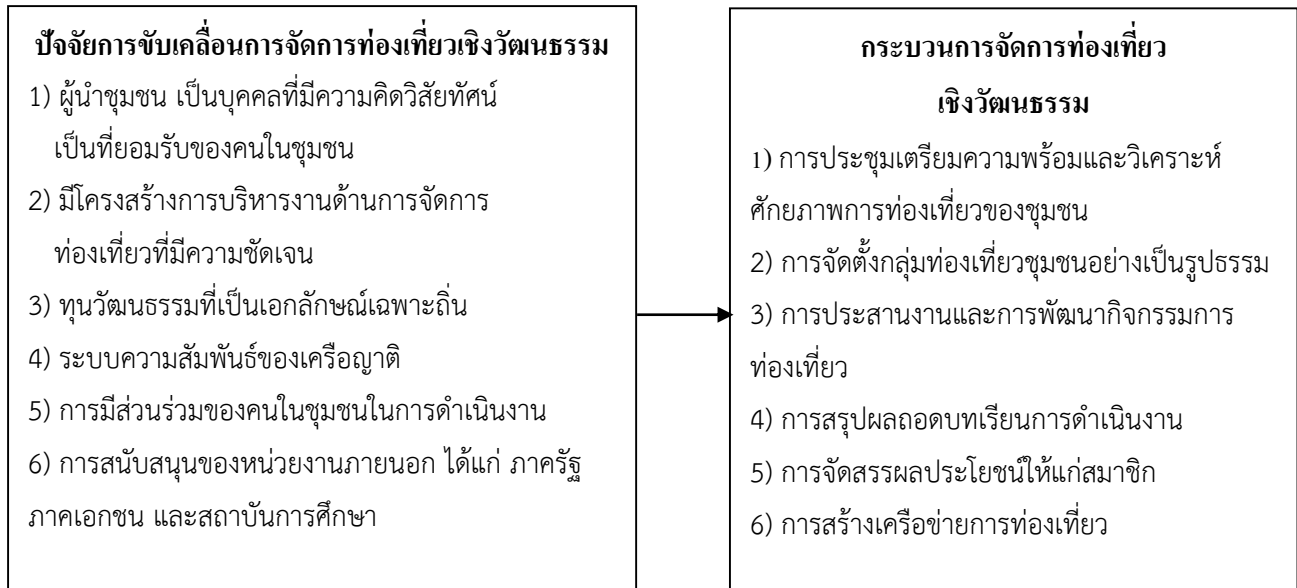 ปัจจัยการขับเคลื่อนการจัดการท่องเที่ยวเชิงวัฒนธรรม
1) ผู้นำชุมชน เป็นบุคคลที่มีความคิดวิสัยทัศน์
เป็นที่ยอมรับของคนในชุมชน
2) มีโครงสร้างการบริหารงานด้านการจัดการ
ท่องเที่ยวที่มีความชัดเจน
3) ทุนวัฒนธรรมที่เป็นเอกลักษณ์เฉพาะถิ่น
4) ระบบความสัมพันธ์ของเครือญาติ
5) การมีส่วนร่วมของคนในชุมชนในการดำเนินงาน
6) การสนับสนุนของหน่วยงานภายนอก ได้แก่ ภาครัฐ
ภาคเอกชน และสถาบันการศึกษา
กระบวนการจัดการท่องเที่ยว
เชิงวัฒนธรรม
1) การประชุมเตรียมความพร้อมและวิเคราะห์
ศักยภาพการท่องเที่ยวของชุมชน
2) การจัดตั้งกลุ่มท่องเที่ยวชุมชนอย่างเป็นรูปธรรม
3) การประสานงานและการพัฒนากิจกรรมการ
ท่องเที่ยว
4) การสรุปผลถอดบทเรียนการดำเนินงาน
5) การจัดสรรผลประโยชน์ให้แก่สมาชิก
6) การสร้างเครือข่ายการท่องเที่ยว